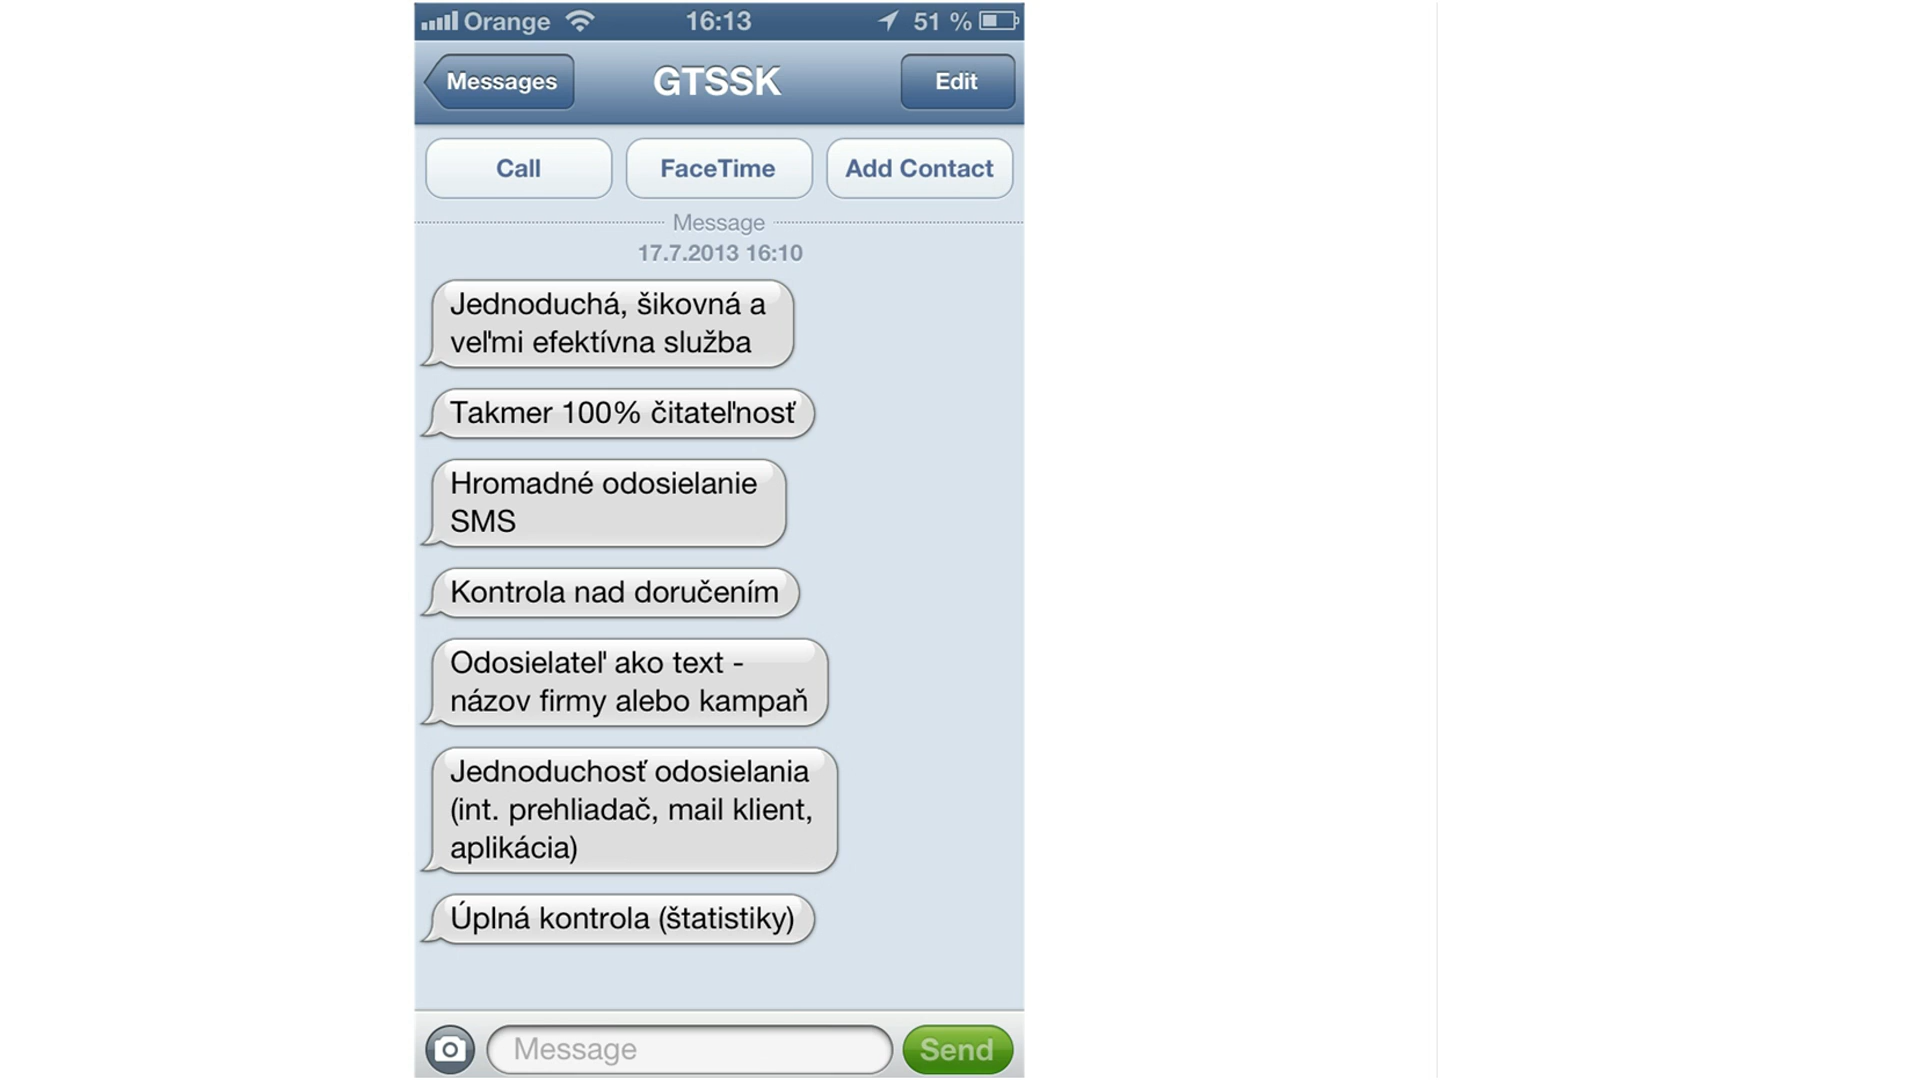 Orange 16:13 51 %
Messages GTSSK Edit
Call FaceTime Add Contact
Message
17.7.2013 16:10
Jednoduchá, šikovná a
veľmi efektívna služba
Takmer 100% čitateľnosť
Hromadné odosielanie
SMS
Kontrola nad doručením
Odosielateľ ako text -
názov firmy alebo kampaň
Jednoduchosť odosielania
(int. prehliadač, mail klient,
aplikácia)
Úplná kontrola (štatistiky)
Message Send